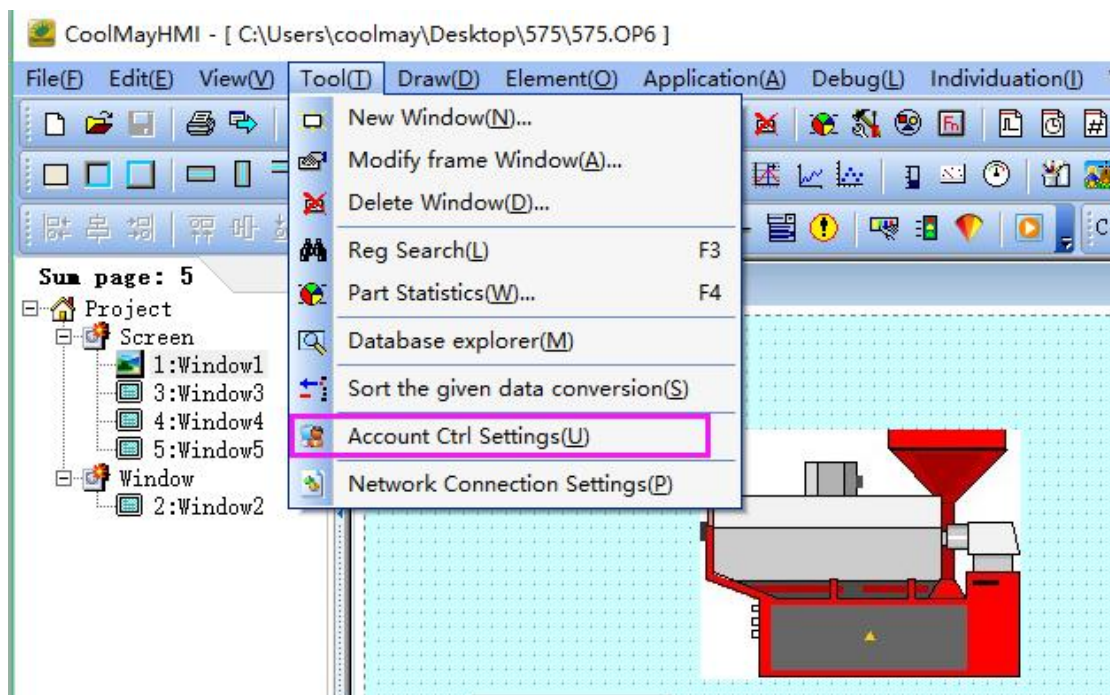 CoolMayHMI - [ C:\Users\coolmay\Desktop\575\575.OP6 ]
File(F) Edit(E) View(V) Tool(T) Draw(D) Element(O) Application(A) Debug(L) Individuation(I)
New Window(N)...
Modify frame Window(A)...
Delete Window(D)...
Reg Search(L) F3
Part Statistics(W)... F4
Database explorer(M)
Sort the given data conversion(S)
Account Ctrl Settings(U)
Network Connection Settings(P)
Sum page: 5
Project
Screen
1:Window1
3:Window3
4:Window4
5:Window5
Window
2:Window2